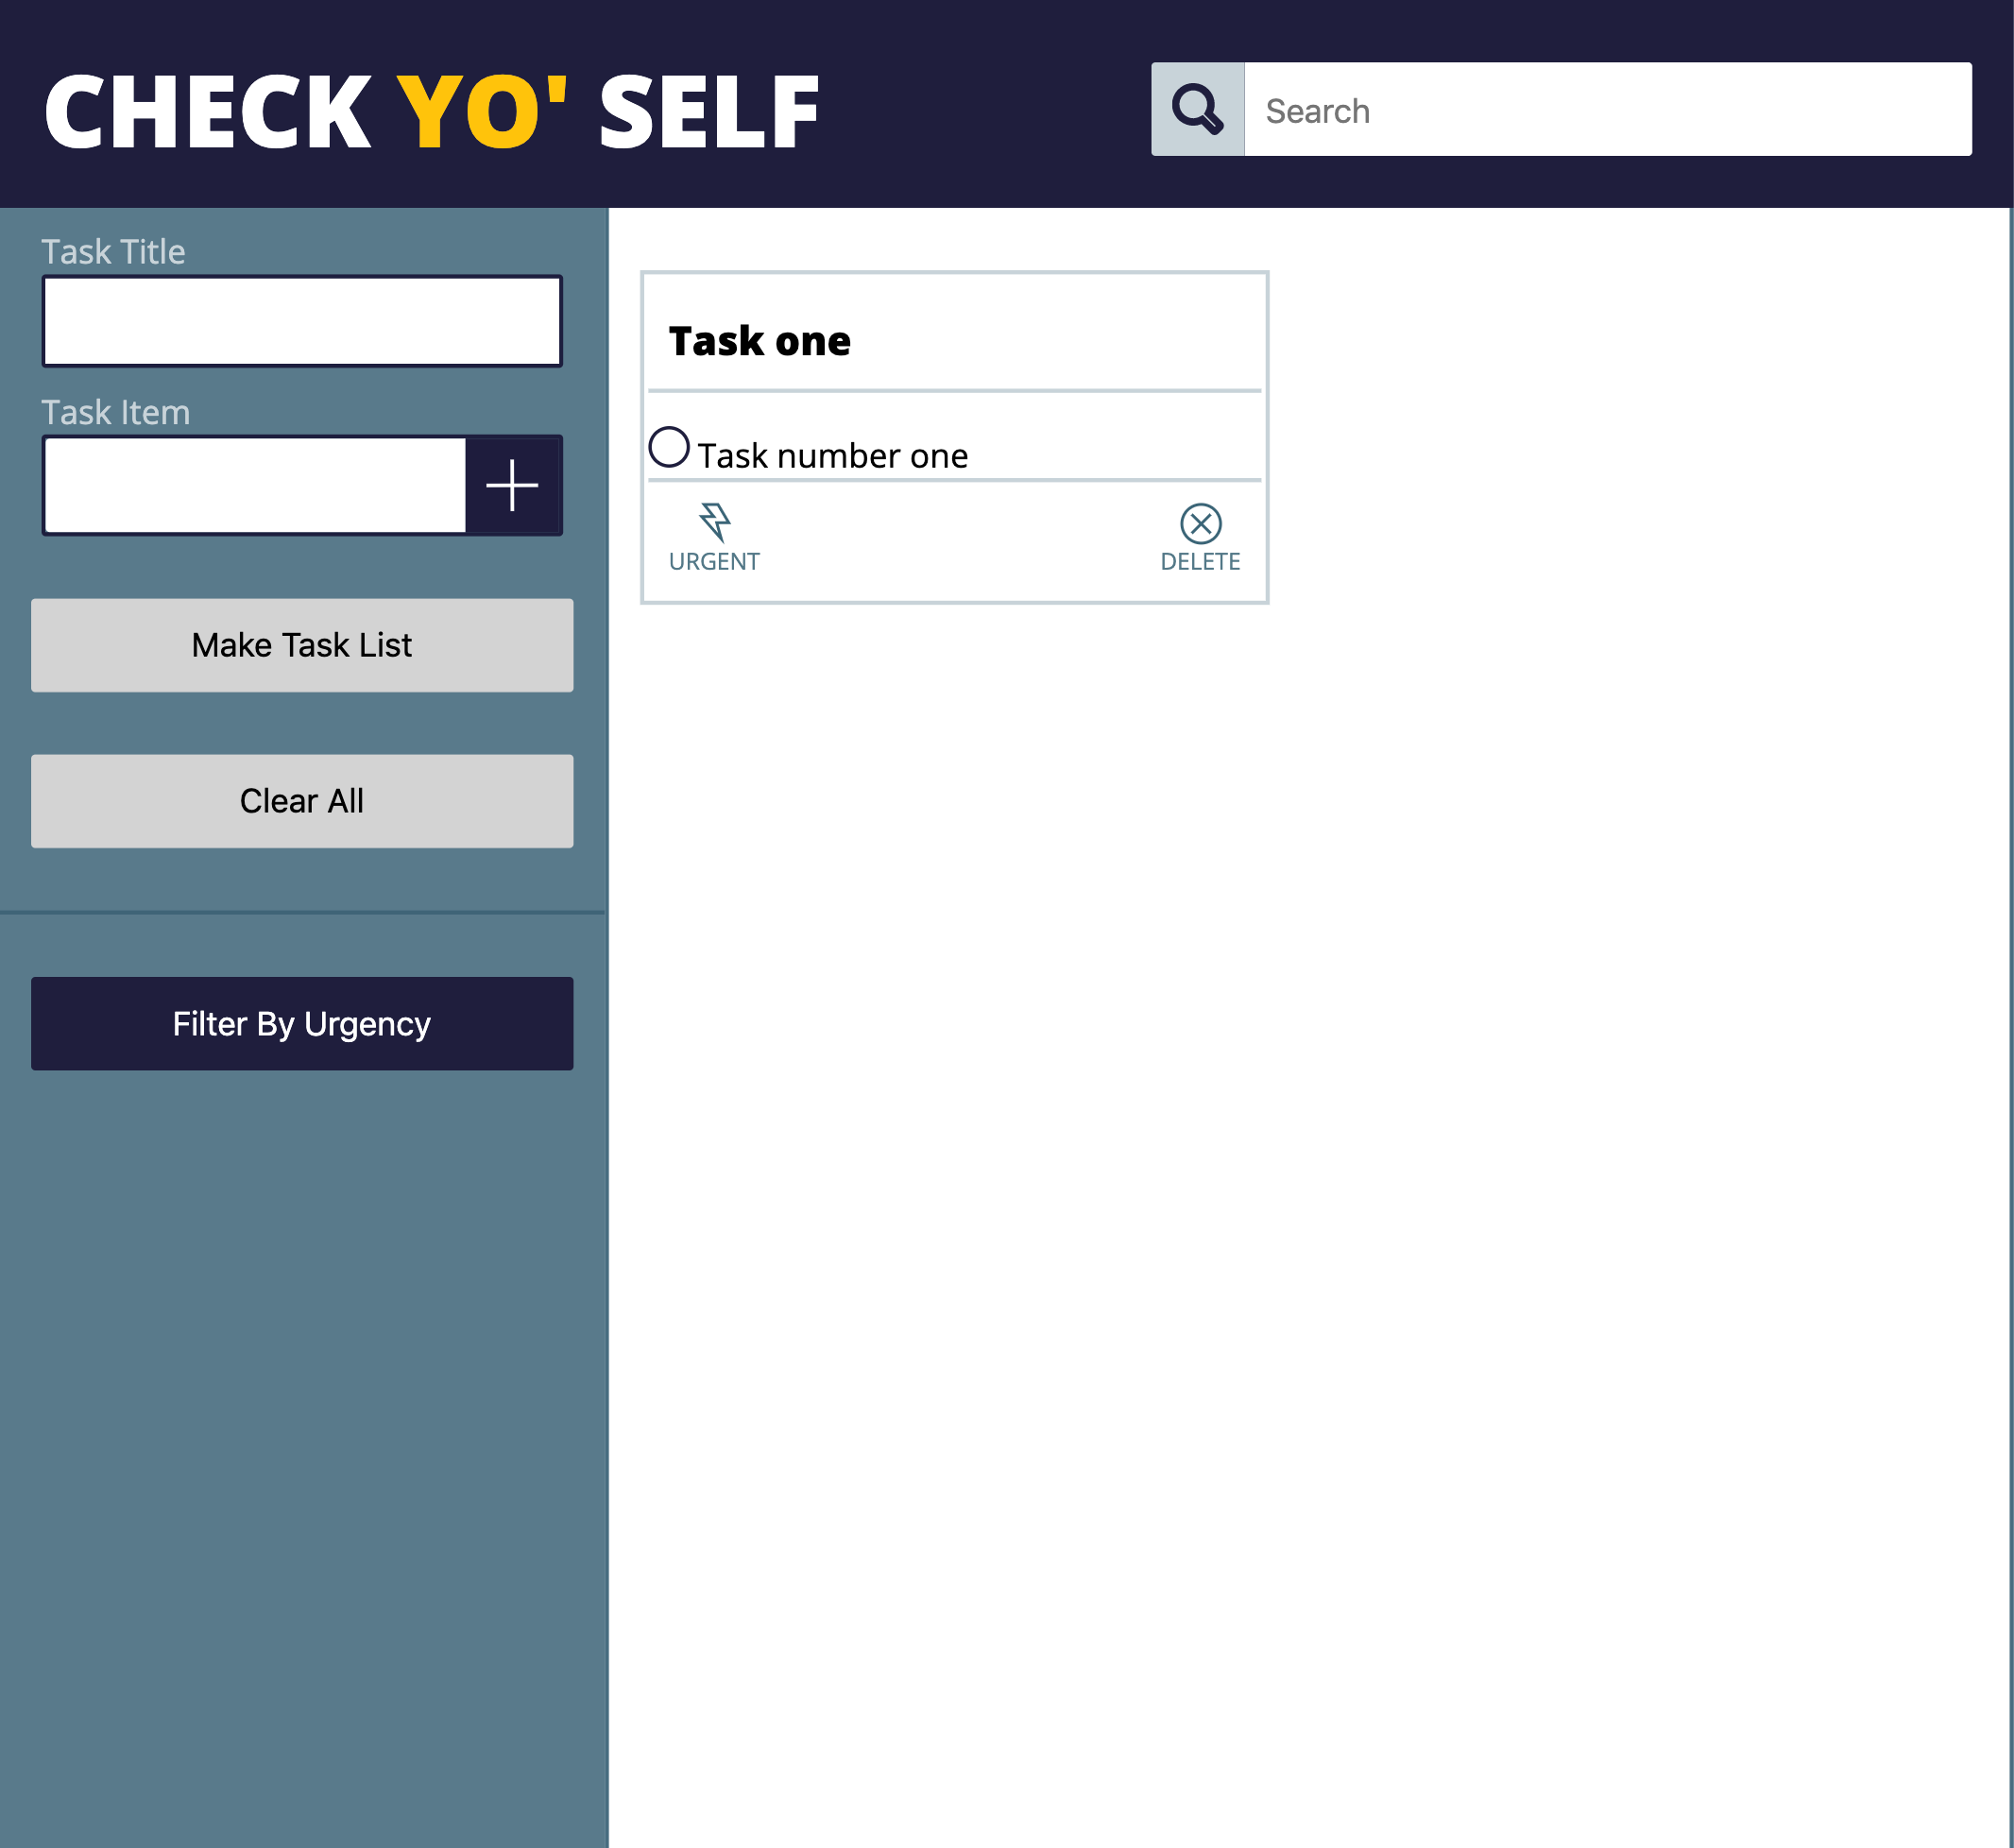 CHECK YO' SELF
Search
Task Title
Task Item
Make Task List
Clear All
Filter By Urgency
Task one
Task number one
URGENT
DELETE